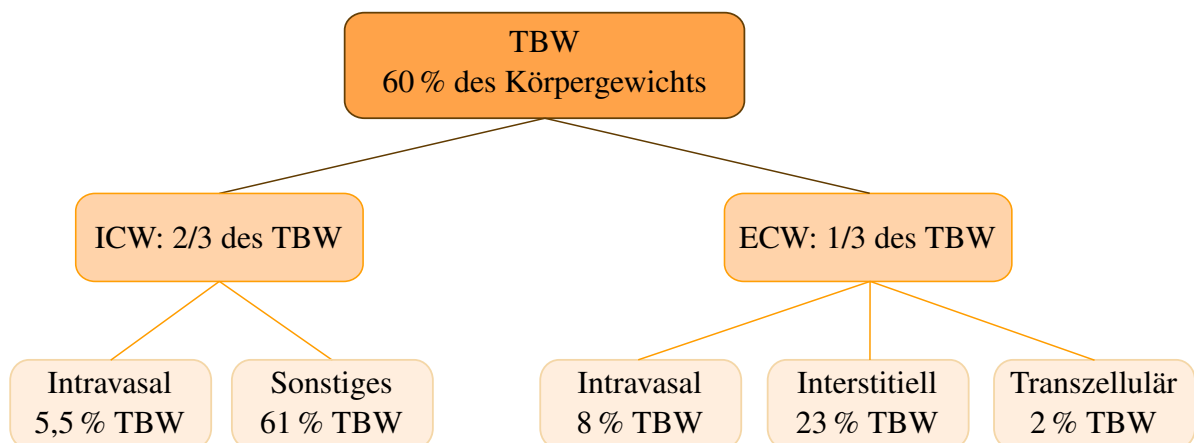 TBW
60 % des Körpergewichts
ICW: 2/3 des TBW
ECW: 1/3 des TBW
Intravasal
5,5 % TBW
Sonstiges
61 % TBW
Intravasal
8 % TBW
Interstitiell
23 % TBW
Transzellulär
2 % TBW